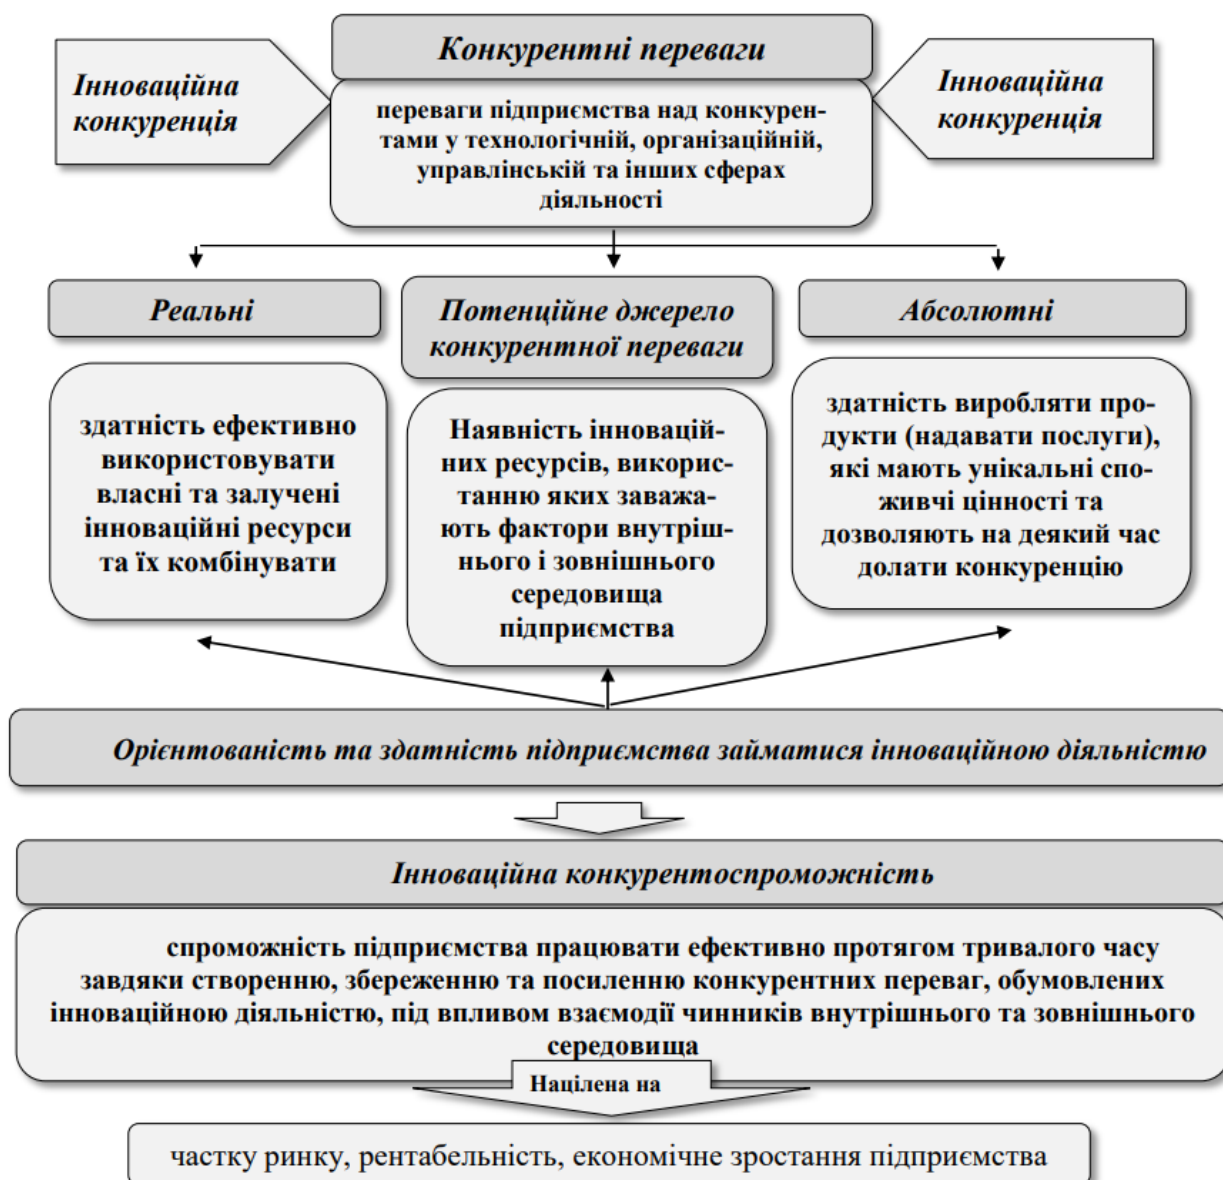 Конкурентні переваги
Інноваційна
конкуренція
Інноваційна
конкуренція
переваги підприємства над конкурен-
тами у технологічній, організаційній,
управлінській та інших сферах
діяльності
Реальні
Потенційне джерело
конкурентної переваги
Абсолютні
здатність ефективно
використовувати
власні та залучені
інноваційні ресурси
та їх комбінувати
Наявність інновацій-
них ресурсів, викорис-
танню яких заважа-
ють фактори внутріш-
нього і зовнішнього
середовища
підприємства
здатність виробляти про-
дукти (надавати послуги),
які мають унікальні спо-
живчі цінності та
дозволяють на деякий час
долати конкуренцію
Орієнтованість та здатність підприємства займатися інноваційною діяльністю
Інноваційна конкурентоспроможність
спроможність підприємства працювати ефективно протягом тривалого часу
завдяки створенню, збереженню та посиленню конкурентних переваг, обумовлених
інноваційною діяльністю, під впливом взаємодії чинників внутрішнього та зовнішнього
середовища
Націлена на
частку ринку, рентабельність, економічне зростання підприємства